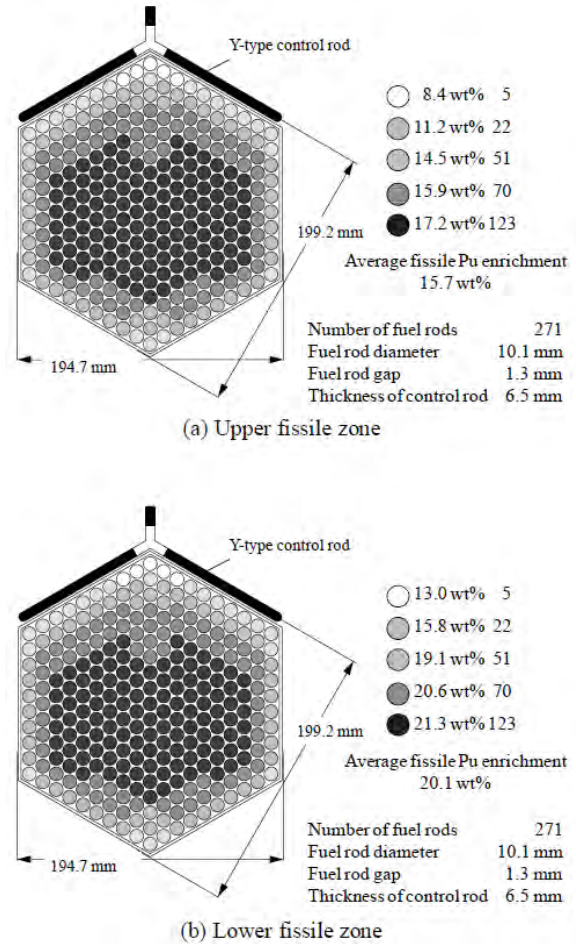 Y-type control rod
8.4 wt% 5
11.2 wt% 22
14.5 wt% 51
15.9 wt% 70
17.2 wt% 123
199.2 mm
Average fissile Pu enrichment
15.7 wt%
Number of fuel rods 271
Fuel rod diameter 10.1 mm
Fuel rod gap 1.3 mm
Thickness of control rod 6.5 mm
194.7 mm
(a) Upper fissile zone
Y-type control rod
13.0 wt% 5
15.8 wt% 22
19.1 wt% 51
20.6 wt% 70
21.3 wt% 123
199.2 mm
Average fissile Pu enrichment
20.1 wt%
Number of fuel rods 271
Fuel rod diameter 10.1 mm
Fuel rod gap 1.3 mm
Thickness of control rod 6.5 mm
194.7 mm
(b) Lower fissile zone